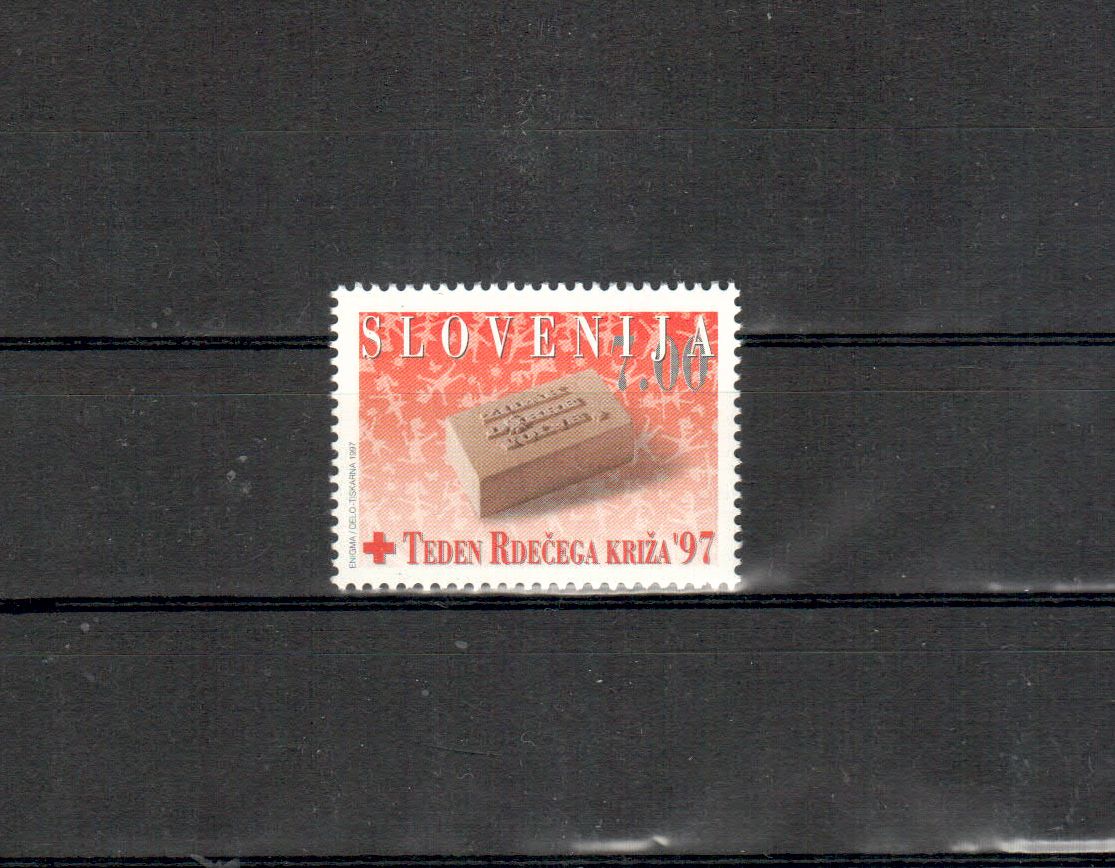 SLOVENIJA
7.00
TEDEN RDEČEGA KRIŽA '97
ENIGMA / DELO-TISKARNA 1997